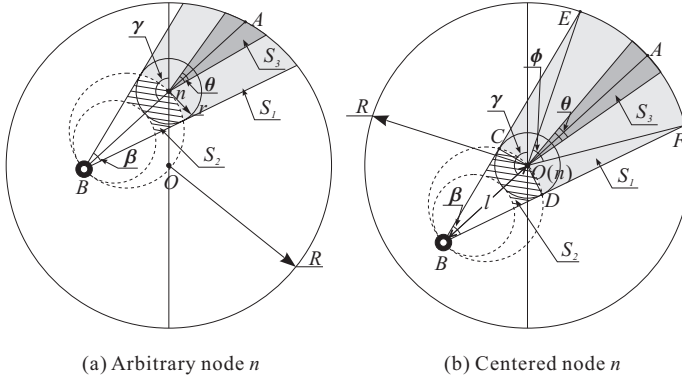 A
γ
S3
θ
n
r
S1
S2
β
B
O
R
E
A
R
γ
ϕ
θ
S3
C
F
O(n)
S1
D
β
l
B
S2
(a) Arbitrary node n
(b) Centered node n